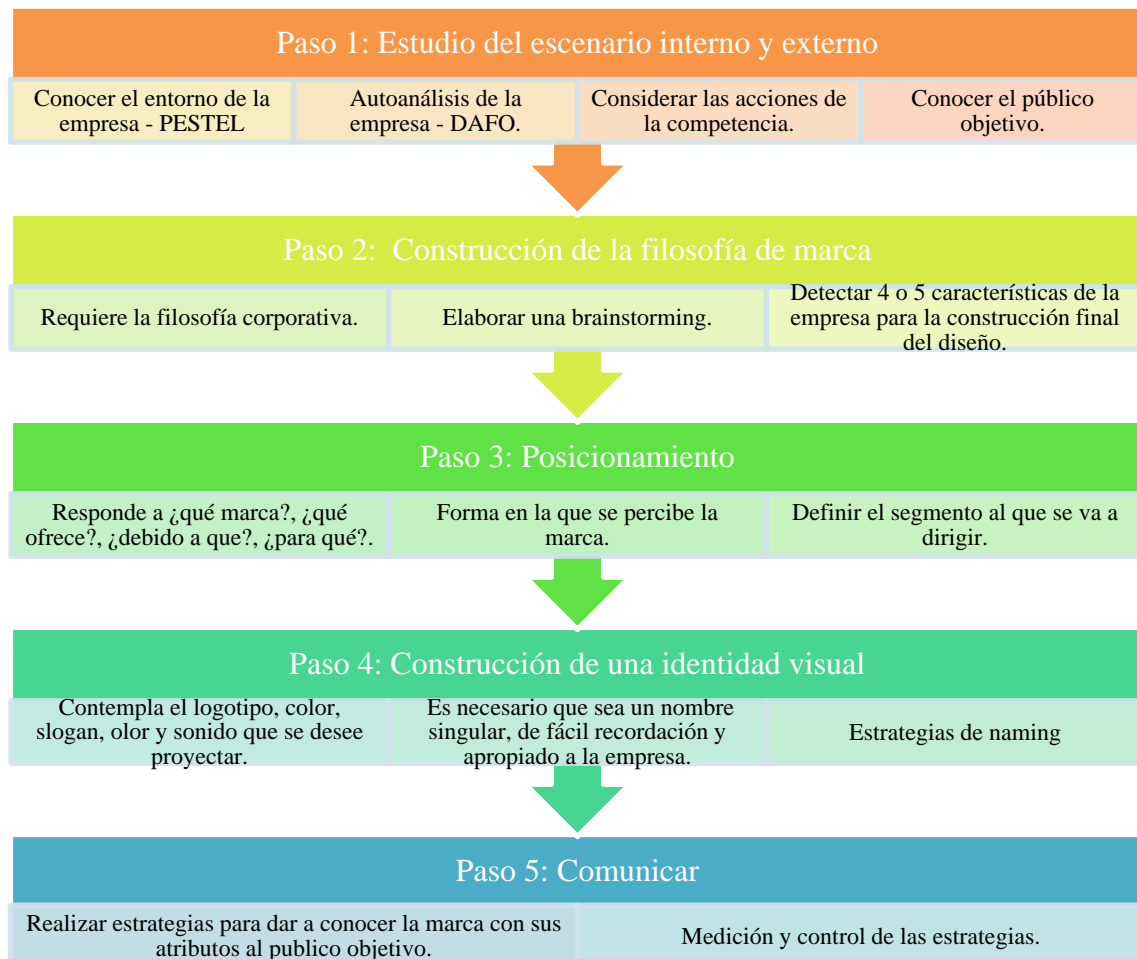 Paso 1: Estudio del escenario interno y externo
Conocer el entorno de la
empresa - PESTEL
Autoanálisis de la
empresa - DAFO.
Considerar las acciones de
la competencia.
Conocer el público
objetivo.
Paso 2:  Construcción de la filosofía de marca
Requiere la filosofía corporativa.
Elaborar una brainstorming.
Detectar 4 o 5 características de la
empresa para la construcción final
del diseño.
Paso 3: Posicionamiento
Responde a ¿qué marca?, ¿qué
ofrece?, ¿debido a que?, ¿para qué?.
Forma en la que se percibe la
marca.
Definir el segmento al que se va a
dirigir.
Paso 4: Construcción de una identidad visual
Contempla el logotipo, color,
slogan, olor y sonido que se desee
proyectar.
Es necesario que sea un nombre
singular, de fácil recordación y
apropiado a la empresa.
Estrategias de naming
Paso 5: Comunicar
Realizar estrategias para dar a conocer la marca con sus
atributos al publico objetivo.
Medición y control de las estrategias.